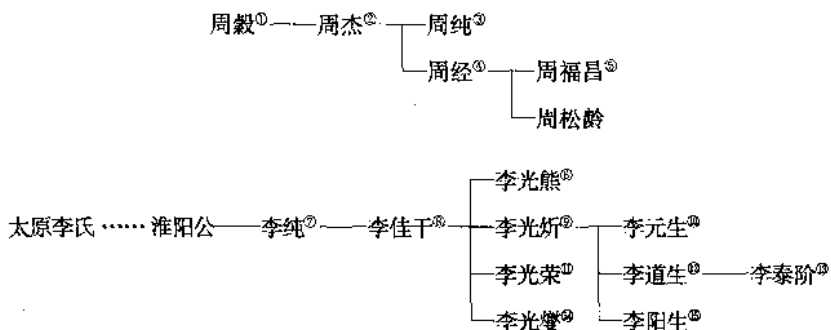 周縠① 周杰② 周纯③
周经④ 周福昌⑤
周松龄
李光熊⑥
太原李氏 …… 淮阳公 李纯⑦ 李佳干⑧ 李光炘⑨ 李元生⑩
李光荣⑪ 李道生⑫ 李泰阶⑬
李光爕⑭ 李阳生⑮